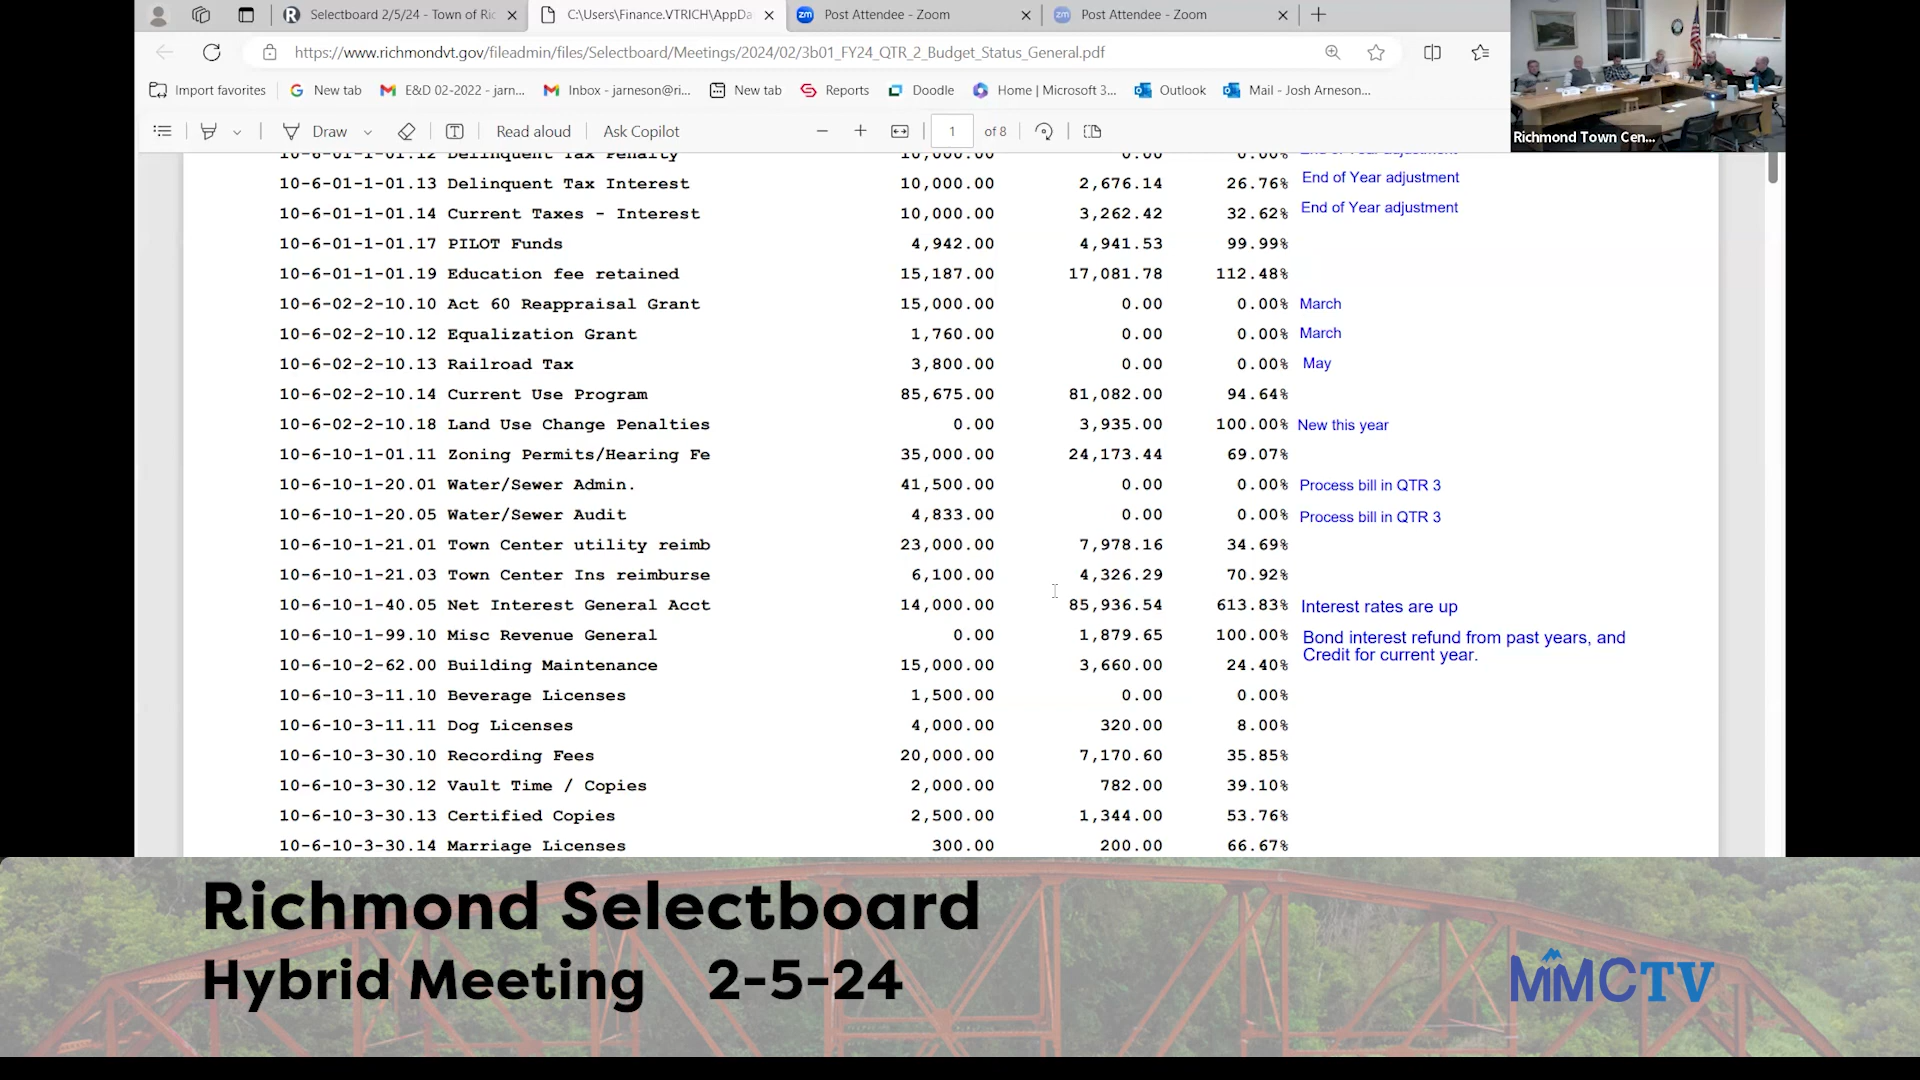 Selectboard 2/5/24 - Town of Ric
C:\Users\Finance.VTRICH\AppDa
zm Post Attendee - Zoom
zm Post Attendee - Zoom
https://www.richmondvt.gov/fileadmin/files/Selectboard/Meetings/2024/02/3b01_FY24_QTR_2_Budget_Status_General.pdf
Import favorites G New tab E&D 02-2022 - jarn... Inbox - jarneson@ri... New tab Reports Doodle Home | Microsoft 3... Outlook Mail - Josh Arneson...
Draw Read aloud Ask Copilot 1 of 8
Richmond Town Cen...
10-6-01-1-01.12 Delinquent Tax Penalty 10,000.00 0.00 0.00% End of Year adjustment
10-6-01-1-01.13 Delinquent Tax Interest 10,000.00 2,676.14 26.76% End of Year adjustment
10-6-01-1-01.14 Current Taxes - Interest 10,000.00 3,262.42 32.62% End of Year adjustment
10-6-01-1-01.17 PILOT Funds 4,942.00 4,941.53 99.99%
10-6-01-1-01.19 Education fee retained 15,187.00 17,081.78 112.48%
10-6-02-2-10.10 Act 60 Reappraisal Grant 15,000.00 0.00 0.00% March
10-6-02-2-10.12 Equalization Grant 1,760.00 0.00 0.00% March
10-6-02-2-10.13 Railroad Tax 3,800.00 0.00 0.00% May
10-6-02-2-10.14 Current Use Program 85,675.00 81,082.00 94.64%
10-6-02-2-10.18 Land Use Change Penalties 0.00 3,935.00 100.00% New this year
10-6-10-1-01.11 Zoning Permits/Hearing Fe 35,000.00 24,173.44 69.07%
10-6-10-1-20.01 Water/Sewer Admin. 41,500.00 0.00 0.00% Process bill in QTR 3
10-6-10-1-20.05 Water/Sewer Audit 4,833.00 0.00 0.00% Process bill in QTR 3
10-6-10-1-21.01 Town Center utility reimb 23,000.00 7,978.16 34.69%
10-6-10-1-21.03 Town Center Ins reimburse 6,100.00 4,326.29 70.92%
10-6-10-1-40.05 Net Interest General Acct 14,000.00 85,936.54 613.83% Interest rates are up
10-6-10-1-99.10 Misc Revenue General 0.00 1,879.65 100.00% Bond interest refund from past years, and
Credit for current year.
10-6-10-2-62.00 Building Maintenance 15,000.00 3,660.00 24.40%
10-6-10-3-11.10 Beverage Licenses 1,500.00 0.00 0.00%
10-6-10-3-11.11 Dog Licenses 4,000.00 320.00 8.00%
10-6-10-3-30.10 Recording Fees 20,000.00 7,170.60 35.85%
10-6-10-3-30.12 Vault Time / Copies 2,000.00 782.00 39.10%
10-6-10-3-30.13 Certified Copies 2,500.00 1,344.00 53.76%
10-6-10-3-30.14 Marriage Licenses 300.00 200.00 66.67%
Richmond Selectboard
Hybrid Meeting 2-5-24
MMCTV